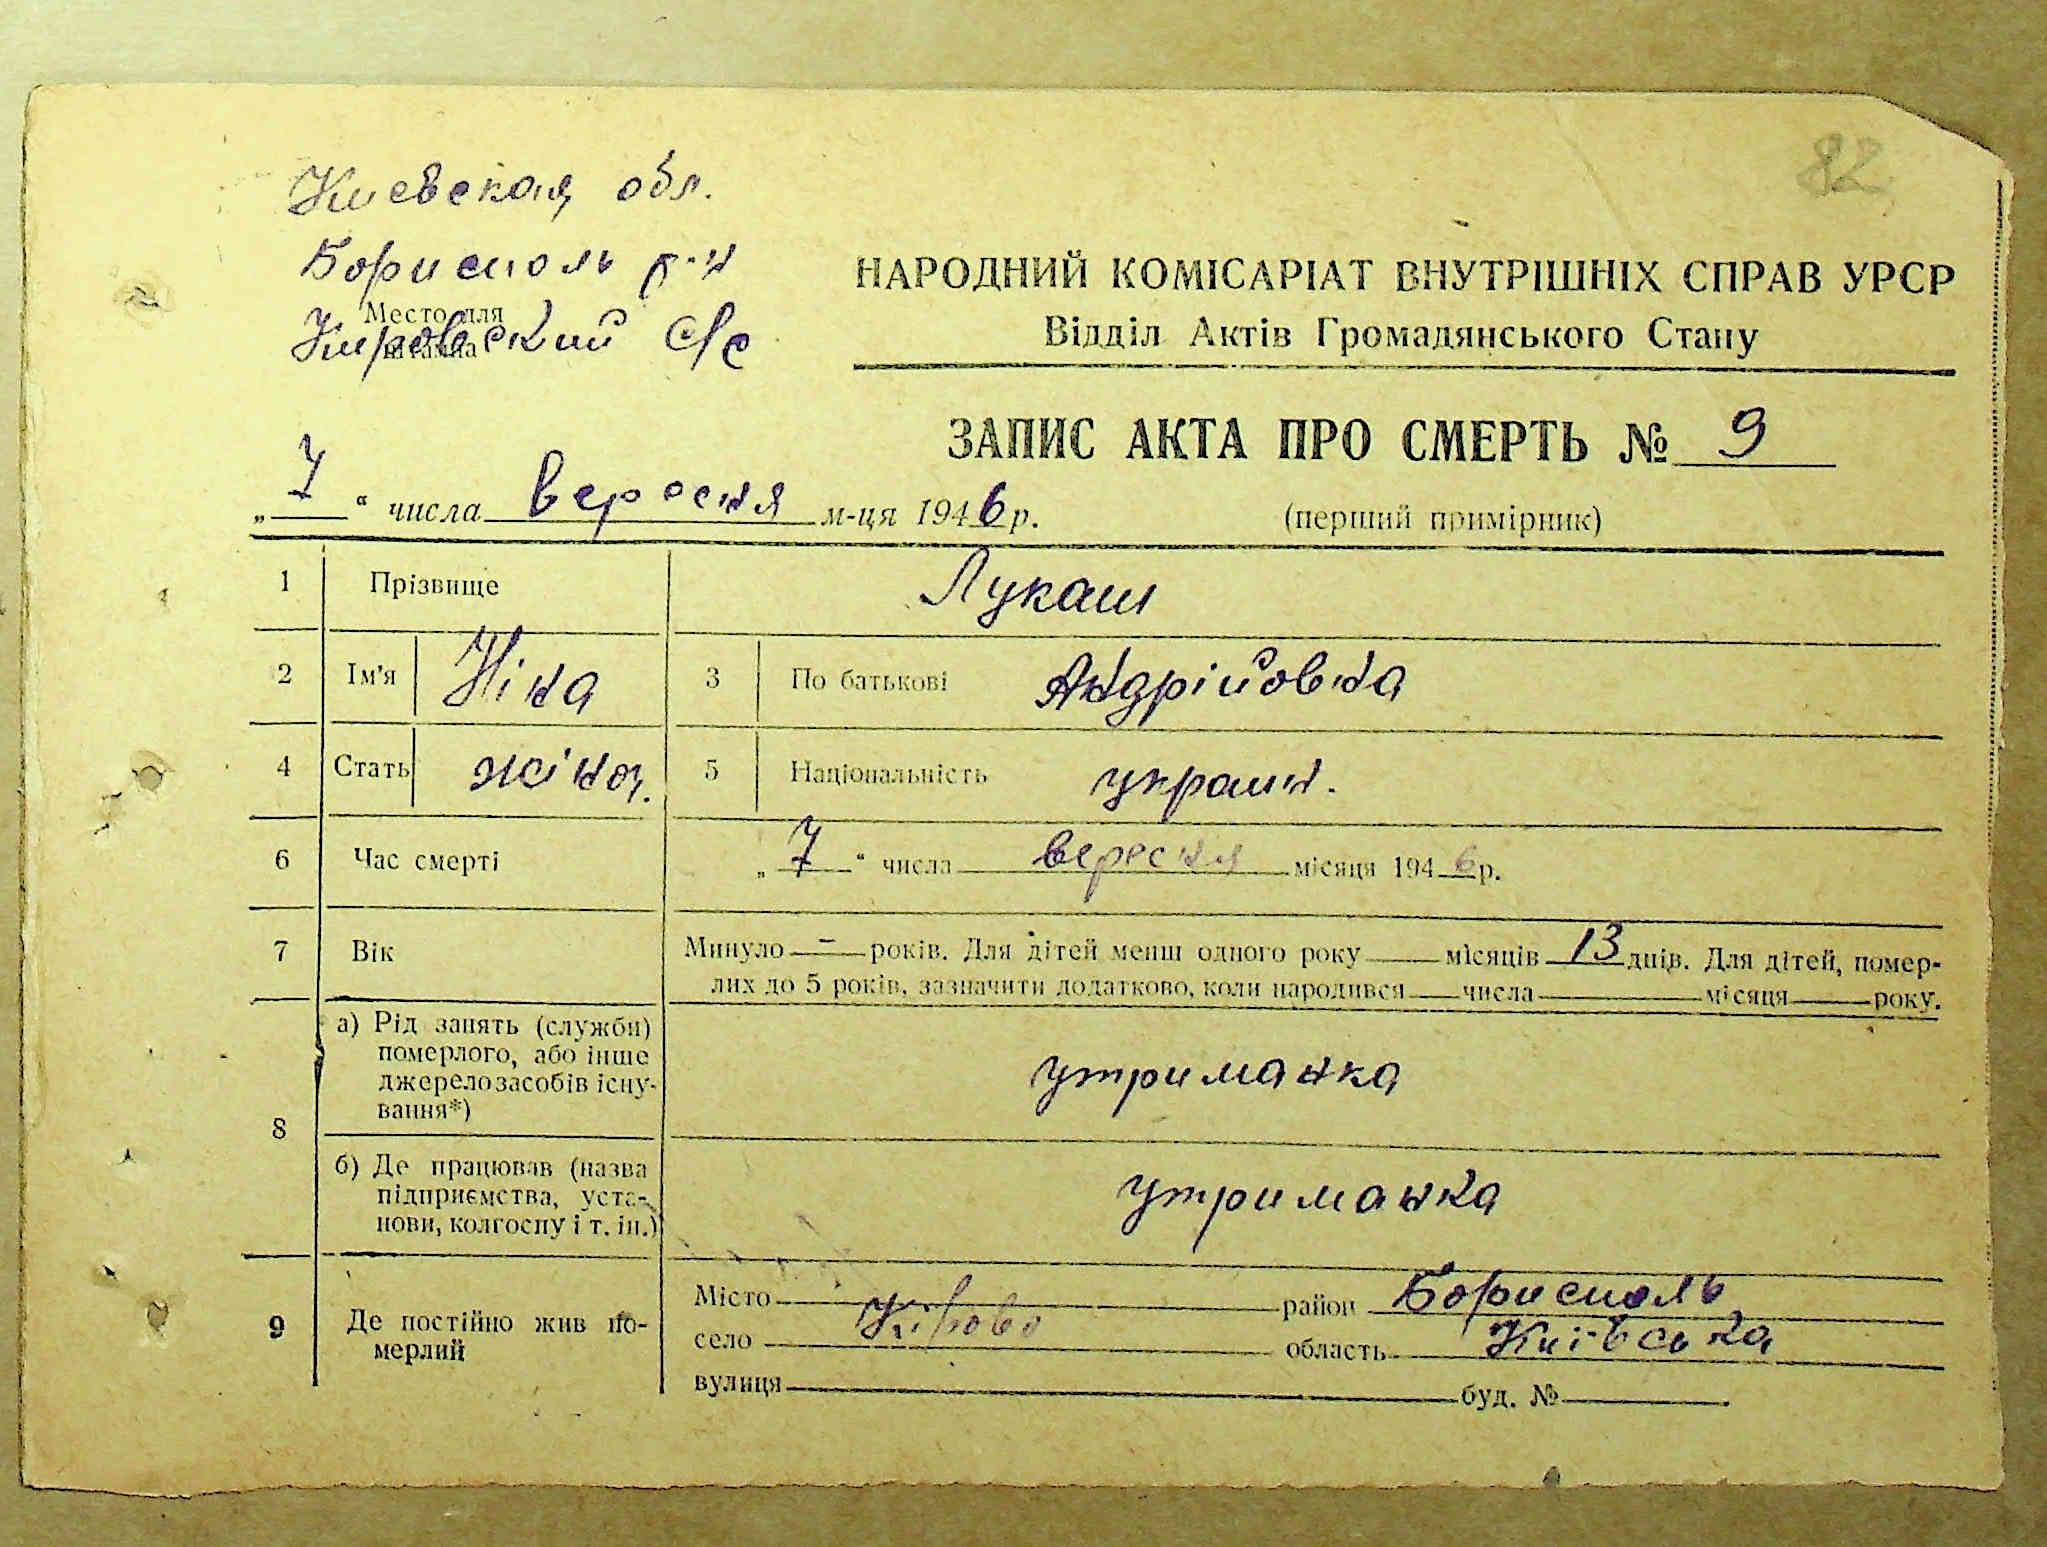 82
Киевская обл.
Борисполь р-н
Место для
штампа
Кировский с/с
НАРОДНИЙ КОМІСАРІАТ ВНУТРІШНІХ СПРАВ УРСР
Відділ Актів Громадянського Стану
ЗАПИС АКТА ПРО СМЕРТЬ № 9
„ 7 “ числа вересня м-ця 1946 р.
(перший примірник)
1 Прізвище Лукаш
2 Ім'я Ніна 3 По батькові Андрійовна
4 Стать жіноч. 5 Національність украин.
6 Час смерті „ 7 “ числа вересня місяця 1946 р.
7 Вік Минуло - років. Для дітей менш одного року місяців 13 днів. Для дітей, помер-
лих до 5 років, зазначити додатково, коли народився числа місяця року.
8 а) Рід занять (служби)
померлого, або інше
джерело засобів існу-
вання*)
утриманка
б) Де працював (назва
підприємства, уста-
нови, колгоспу і т. ін.)
утриманка
9 Де постійно жив по-
мерлий
Місто район Борисполь
село Кірово область Київська
вулиця буд. №